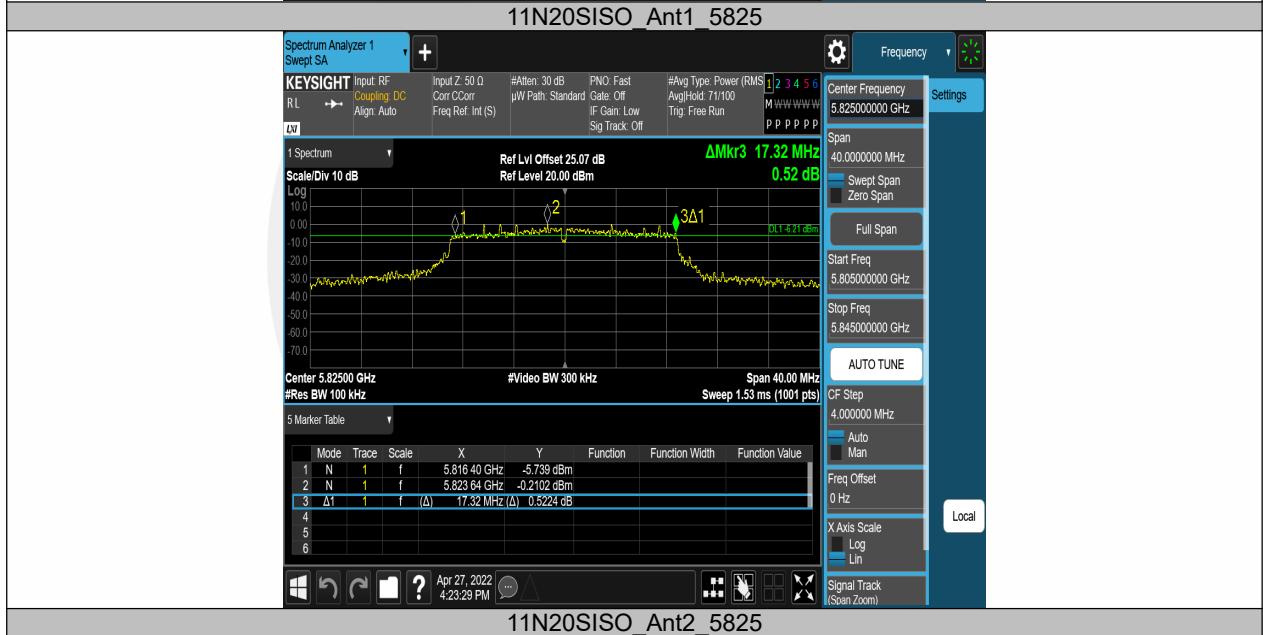 11N20SISO_Ant1_5825
Spectrum Analyzer 1
Swept SA
+
Frequency
KEYSIGHT
Input: RF
Coupling: DC
Align: Auto
Input Z: 50 Ω
Corr CCorr
Freq Ref: Int (S)
#Atten: 30 dB
µW Path: Standard
PNO: Fast
Gate: Off
IF Gain: Low
Sig Track: Off
#Avg Type: Power (RMS
Avg|Hold: 71/100
Trig: Free Run
1 2 3 4 5 6
M W W W W W
P P P P P P
RL
LXI
1 Spectrum
Scale/Div 10 dB
Ref Lvl Offset 25.07 dB
Ref Level 20.00 dBm
ΔMkr3 17.32 MHz
0.52 dB
Log
10.0
0.00
-10.0
-20.0
-30.0
-40.0
-50.0
-60.0
-70.0
1
2
3Δ1
DL1 -6.21 dBm
Center 5.82500 GHz
#Res BW 100 kHz
#Video BW 300 kHz
Span 40.00 MHz
Sweep 1.53 ms (1001 pts)
5 Marker Table
Mode Trace Scale X Y Function Function Width Function Value
1 N 1 f 5.816 40 GHz -5.739 dBm
2 N 1 f 5.823 64 GHz -0.2102 dBm
3 Δ1 1 f (Δ) 17.32 MHz (Δ) 0.5224 dB
4
5
6
?
Apr 27, 2022
4:23:29 PM
Center Frequency
5.825000000 GHz
Settings
Span
40.0000000 MHz
Swept Span
Zero Span
Full Span
Start Freq
5.805000000 GHz
Stop Freq
5.845000000 GHz
AUTO TUNE
CF Step
4.000000 MHz
Auto
Man
Freq Offset
0 Hz
Local
X Axis Scale
Log
Lin
Signal Track
(Span Zoom)
11N20SISO_Ant2_5825